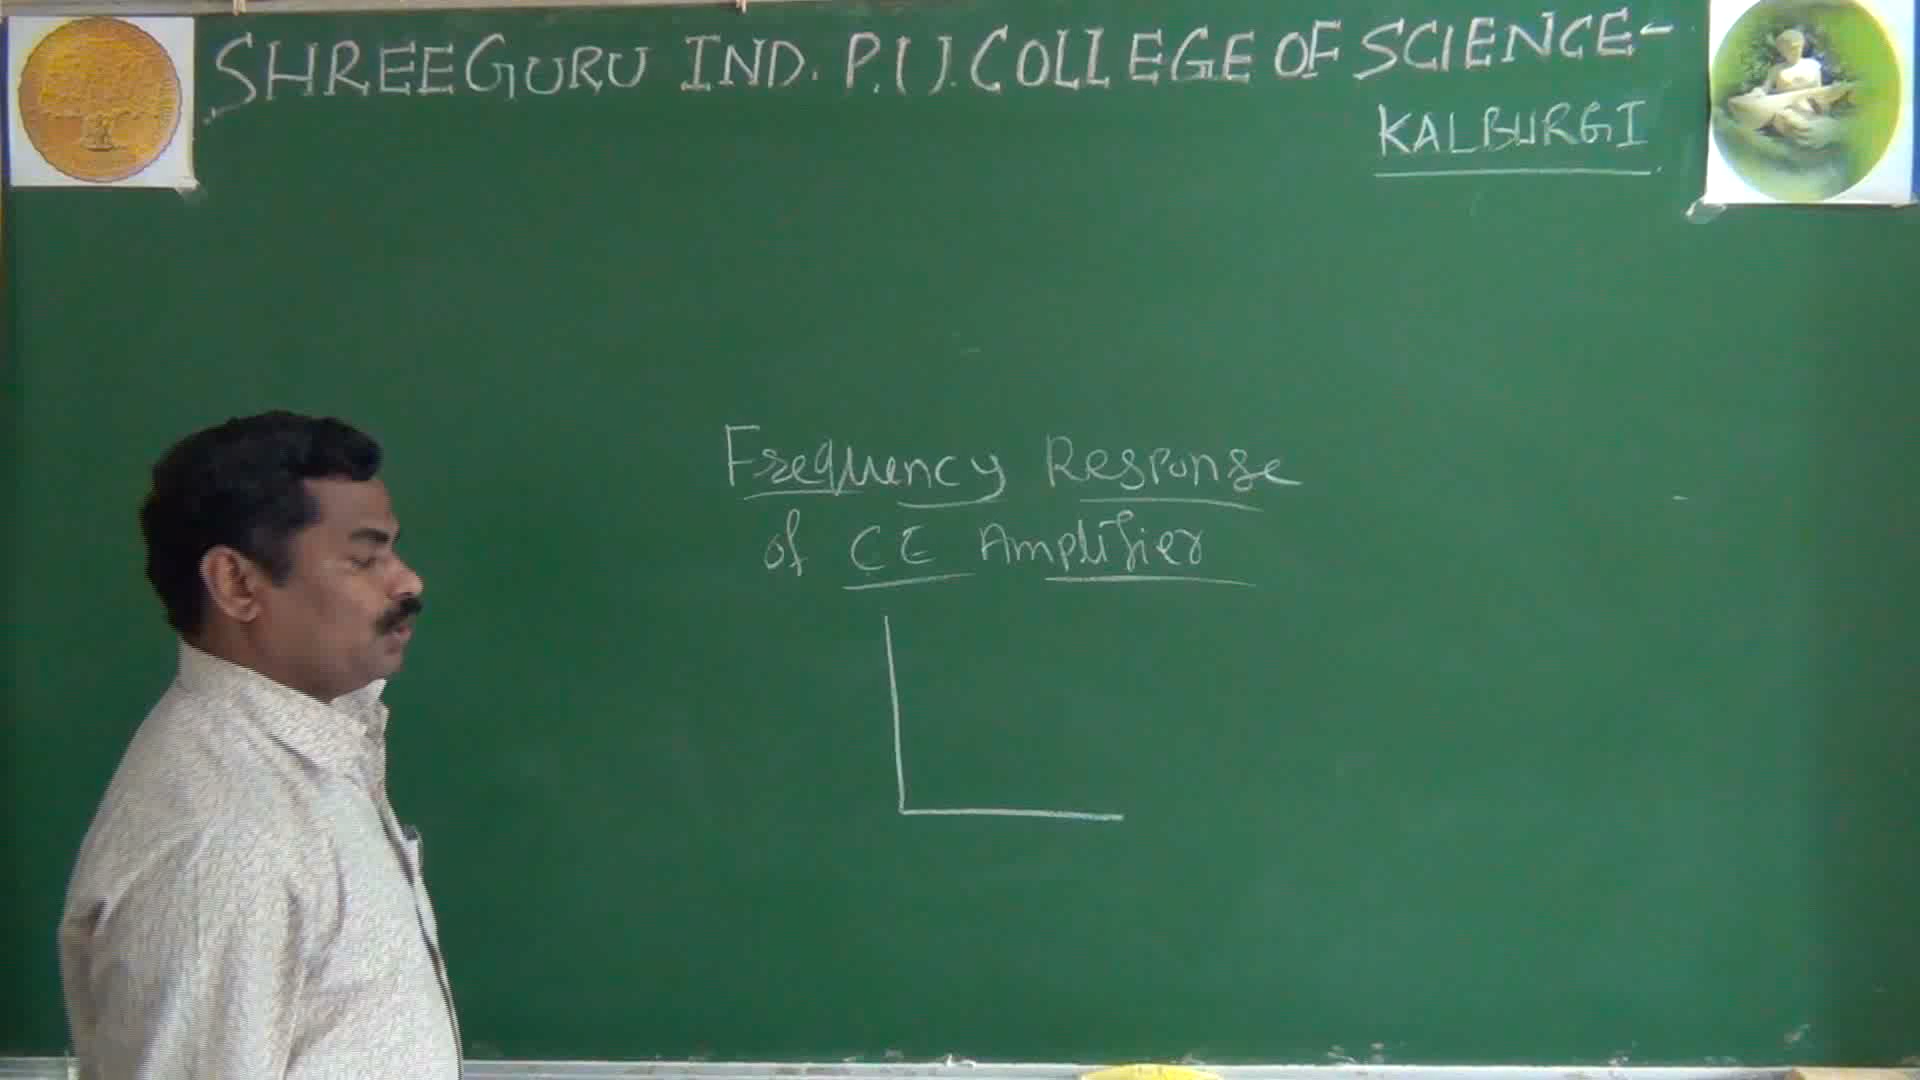 SHREEGURU IND. P.U.COLLEGE OF SCIENCE-
KALBURGI
Frequency Response
of CE Amplifier